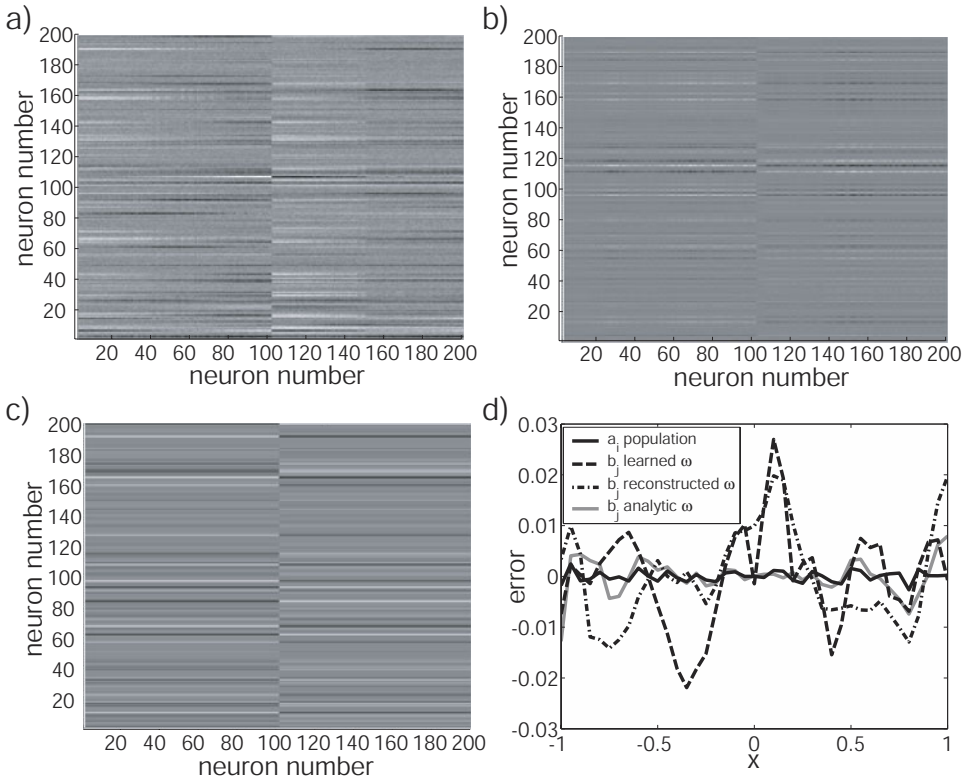 a)
200
180
160
140
120
100
80
60
40
20
neuron number
20 40 60 80 100 120 140 160 180 200
neuron number
b)
200
180
160
140
120
100
80
60
40
20
neuron number
20 40 60 80 100 120 140 160 180 200
neuron number
c)
200
180
160
140
120
100
80
60
40
20
neuron number
20 40 60 80 100 120 140 160 180 200
neuron number
d)
0.03
0.02
0.01
0
-0.01
-0.02
-0.03
error
a_i population
b_j learned ω
b_j reconstructed ω
b_j analytic ω
-1 -0.5 0 0.5 1
x